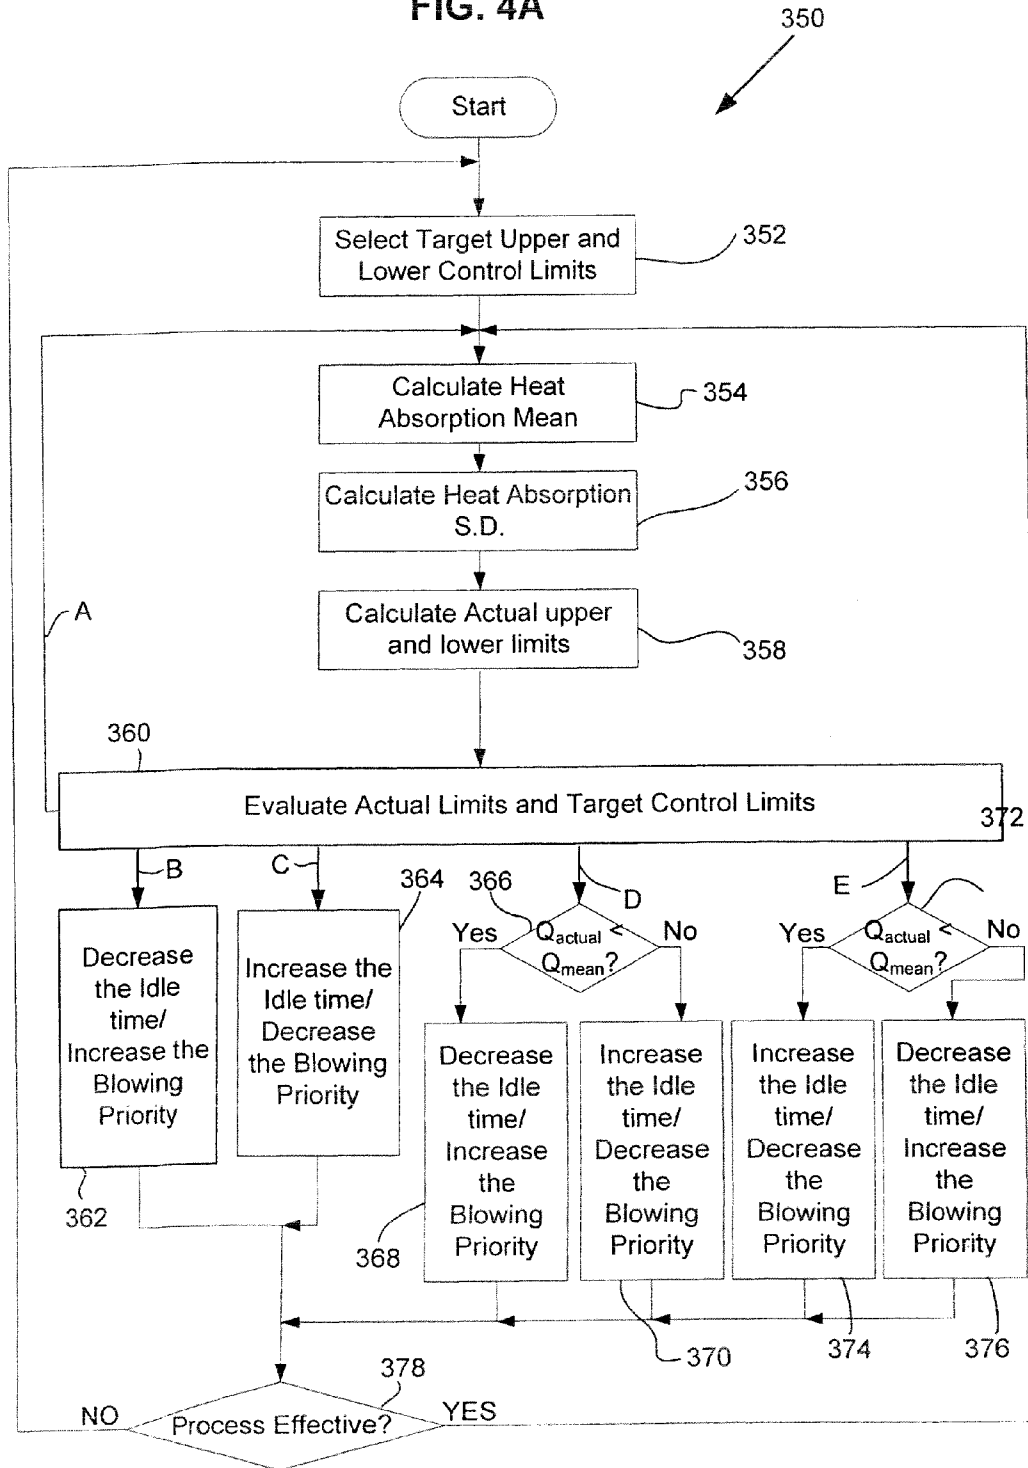 FIG. 4A
350
Start
Select Target Upper and
Lower Control Limits
352
Calculate Heat
Absorption Mean
354
Calculate Heat Absorption
S.D.
356
A
Calculate Actual upper
and lower limits
358
360
Evaluate Actual Limits and Target Control Limits
372
B
C
D
E
364
366
Decrease
the Idle
time/
Increase the
Blowing
Priority
362
Increase the
Idle time/
Decrease
the Blowing
Priority
Yes
Qactual <
Qmean?
No
Yes
Qactual <
Qmean?
No
Decrease
the Idle
time/
Increase
the
Blowing
Priority
368
Increase
the Idle
time/
Decrease
the
Blowing
Priority
370
Increase
the Idle
time/
Decrease
the
Blowing
Priority
374
Decrease
the Idle
time/
Increase
the
Blowing
Priority
376
378
NO
Process Effective?
YES